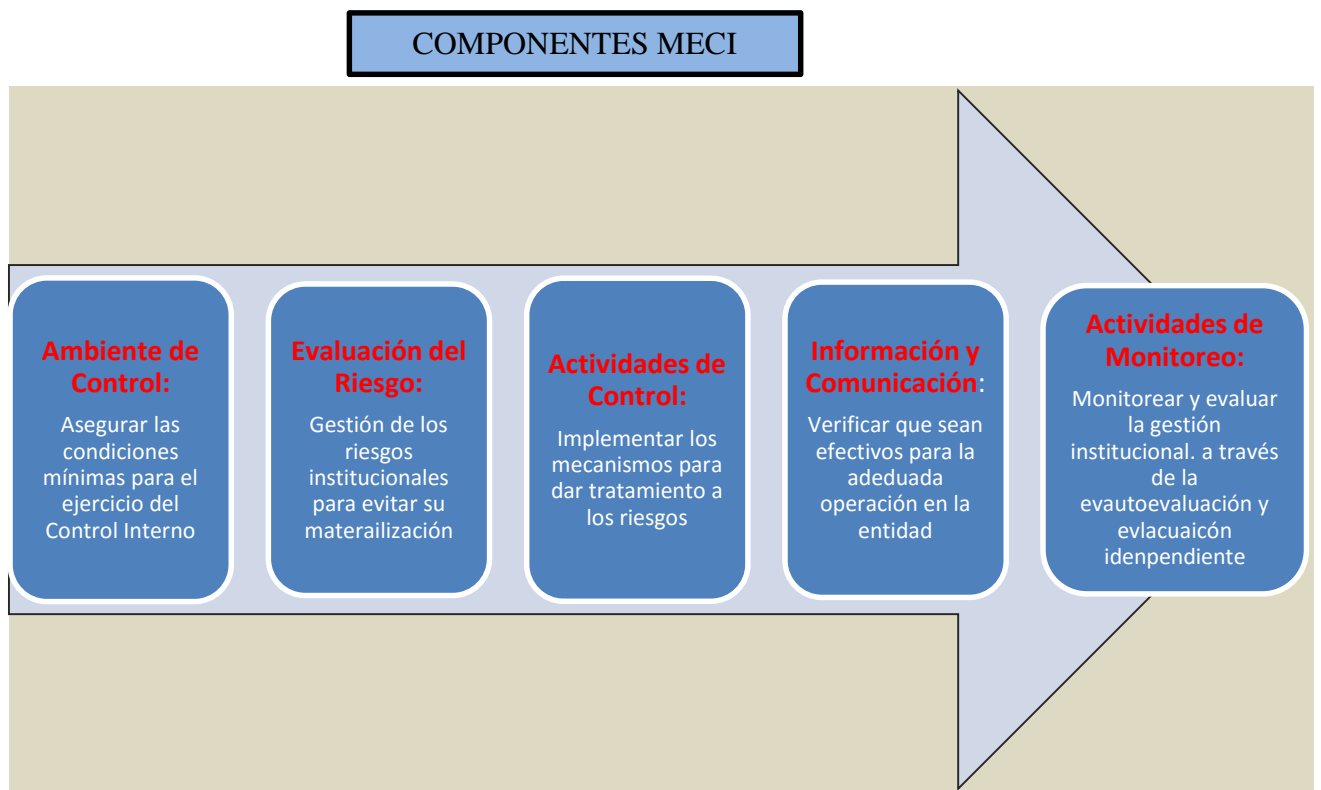 COMPONENTES MECI
Ambiente de
Control:
Asegurar las
condiciones
mínimas para el
ejercicio del
Control Interno
Evaluación del
Riesgo:
Gestión de los
riesgos
institucionales
para evitar su
materailización
Actividades de
Control:
Implementar los
mecanismos para
dar tratamiento a
los riesgos
Información y
Comunicación:
Verificar que sean
efectivos para la
adeduada
operación en la
entidad
Actividades de
Monitoreo:
Monitorear y evaluar
la gestión
institucional. a través
de la
evautoevaluación y
evlacuaicón
idenpendiente